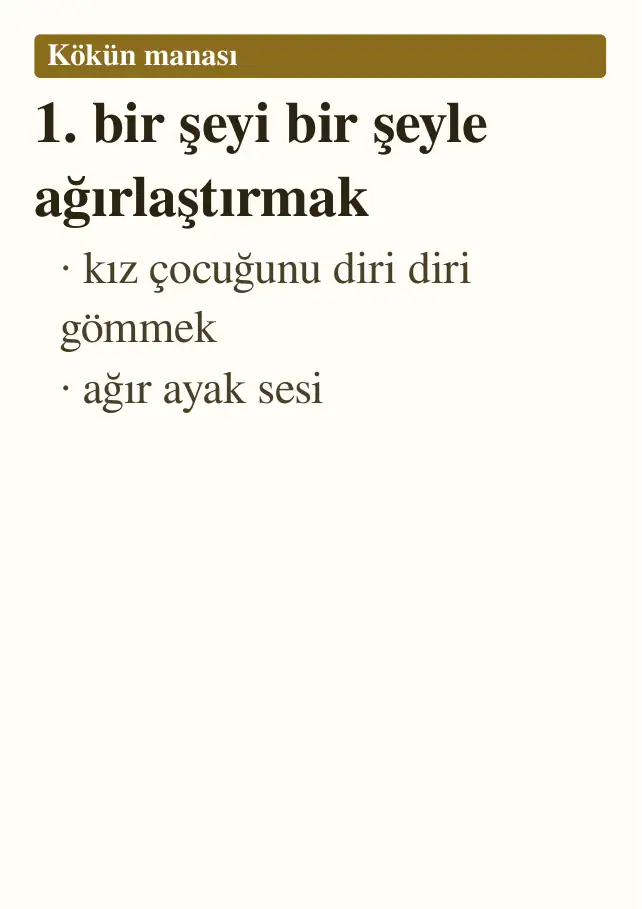 Kökün manası
1. bir şeyi bir şeyle
ağırlaştırmak
· kız çocuğunu diri diri
gömmek
· ağır ayak sesi